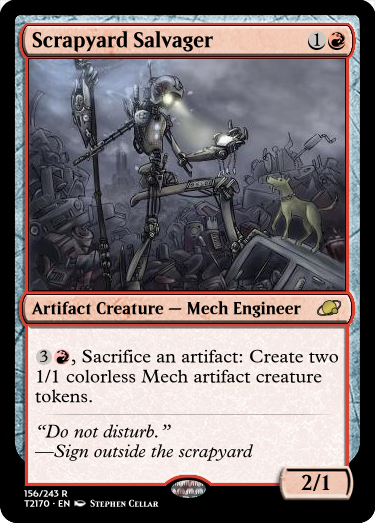 Scrapyard Salvager 1
Artifact Creature — Mech Engineer
3, Sacrifice an artifact: Create two
1/1 colorless Mech artifact creature
tokens.
“Do not disturb.”
—Sign outside the scrapyard
2/1
156/243 R
T2170 • EN Stephen Cellar